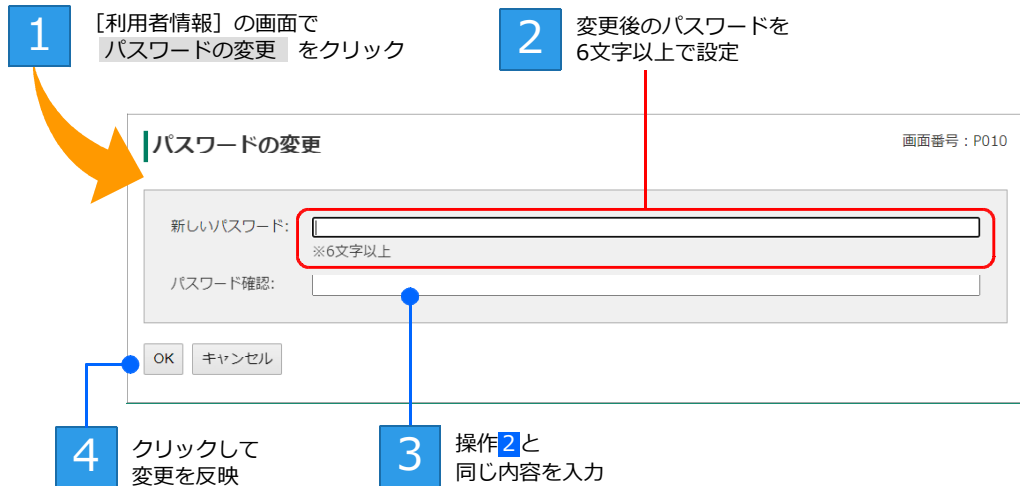 1
［利用者情報］の画面で
パスワードの変更 をクリック
2
変更後のパスワードを
6文字以上で設定
パスワードの変更
画面番号：P010
新しいパスワード:
※6文字以上
パスワード確認:
OK キャンセル
4
クリックして
変更を反映
3
操作2と
同じ内容を入力